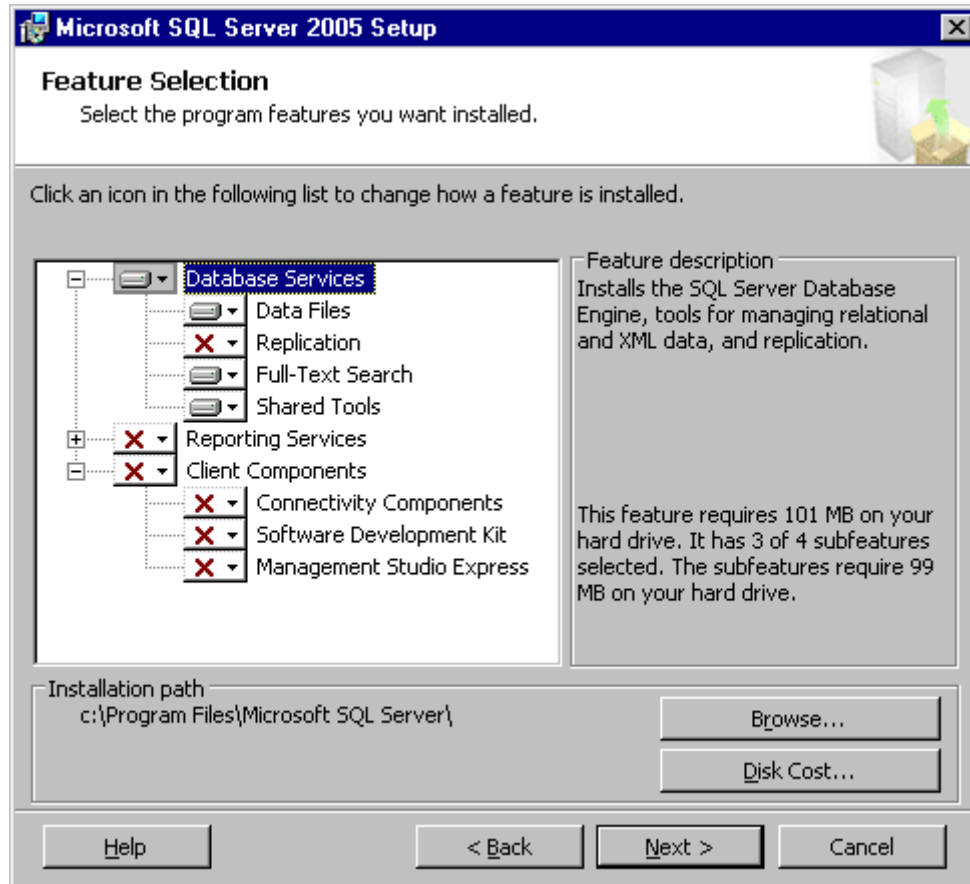 Microsoft SQL Server 2005 Setup
Feature Selection
Select the program features you want installed.
Click an icon in the following list to change how a feature is installed.
Database Services
Data Files
Replication
Full-Text Search
Shared Tools
Reporting Services
Client Components
Connectivity Components
Software Development Kit
Management Studio Express
Feature description
Installs the SQL Server Database
Engine, tools for managing relational
and XML data, and replication.
This feature requires 101 MB on your
hard drive. It has 3 of 4 subfeatures
selected. The subfeatures require 99
MB on your hard drive.
Installation path
c:\Program Files\Microsoft SQL Server\
Browse...
Disk Cost...
Help
< Back
Next >
Cancel